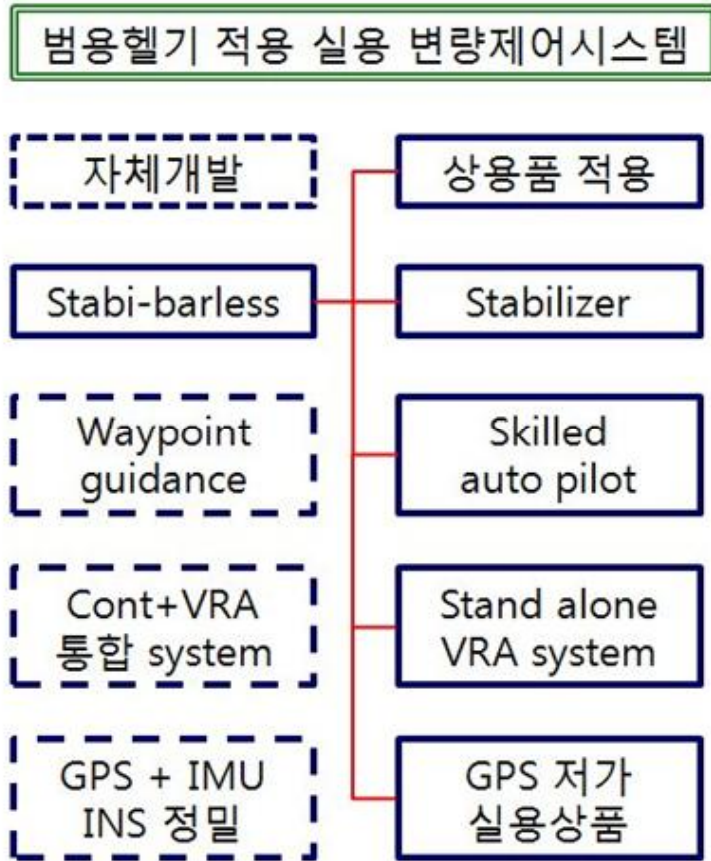 범용헬기 적용 실용 변량제어시스템
자체개발
상용품 적용
Stabi-barless
Stabilizer
Waypoint
guidance
Skilled
auto pilot
Cont+VRA
통합 system
Stand alone
VRA system
GPS + IMU
INS 정밀
GPS 저가
실용상품